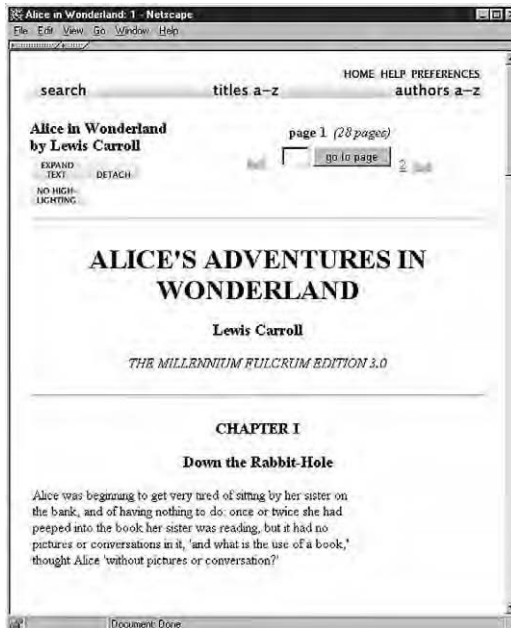 Alice in Wonderland: 1 - Netscape
File Edit View Go Window Help
HOME HELP PREFERENCES
search titles a–z authors a–z
Alice in Wonderland
by Lewis Carroll
page 1 (28 pages)
go to page 2
EXPAND
TEXT DETACH
NO HIGH-
LIGHTING
ALICE'S ADVENTURES IN
WONDERLAND
Lewis Carroll
THE MILLENNIUM FULCRUM EDITION 3.0
CHAPTER I
Down the Rabbit-Hole
Alice was beginning to get very tired of sitting by her sister on
the bank, and of having nothing to do: once or twice she had
peeped into the book her sister was reading, but it had no
pictures or conversations in it, 'and what is the use of a book,'
thought Alice 'without pictures or conversation?'
Document: Done